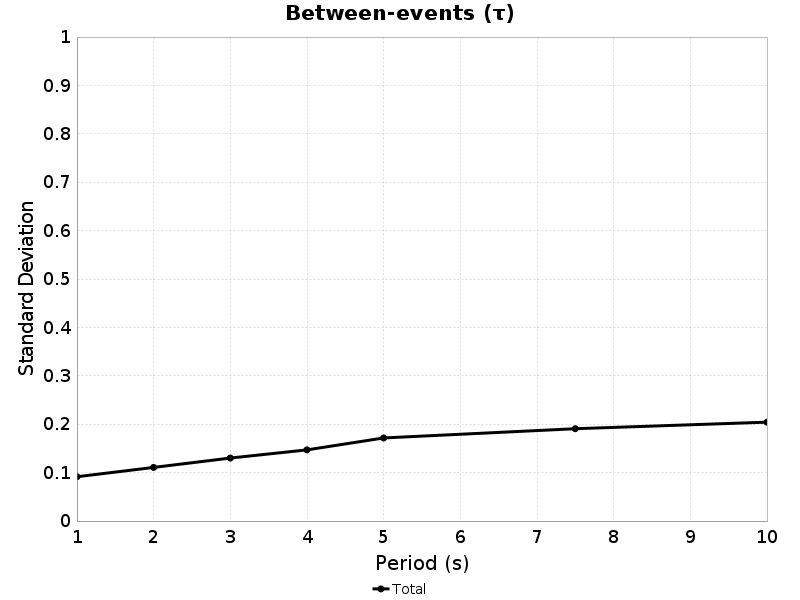 Between-events (τ)
1
0.9
0.8
0.7
0.6
0.5
0.4
0.3
0.2
0.1
0
Standard Deviation
1 2 3 4 5 6 7 8 9 10
Period (s)
Total